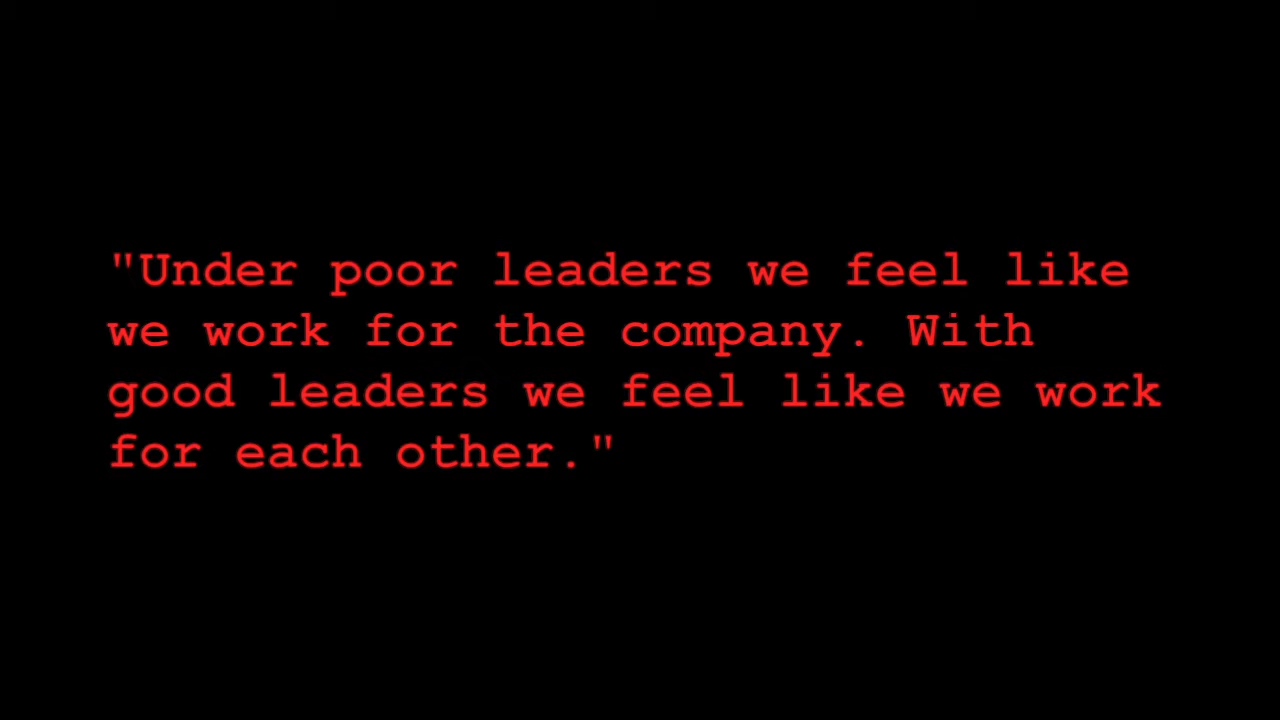 "Under poor leaders we feel like
we work for the company. With
good leaders we feel like we work
for each other."